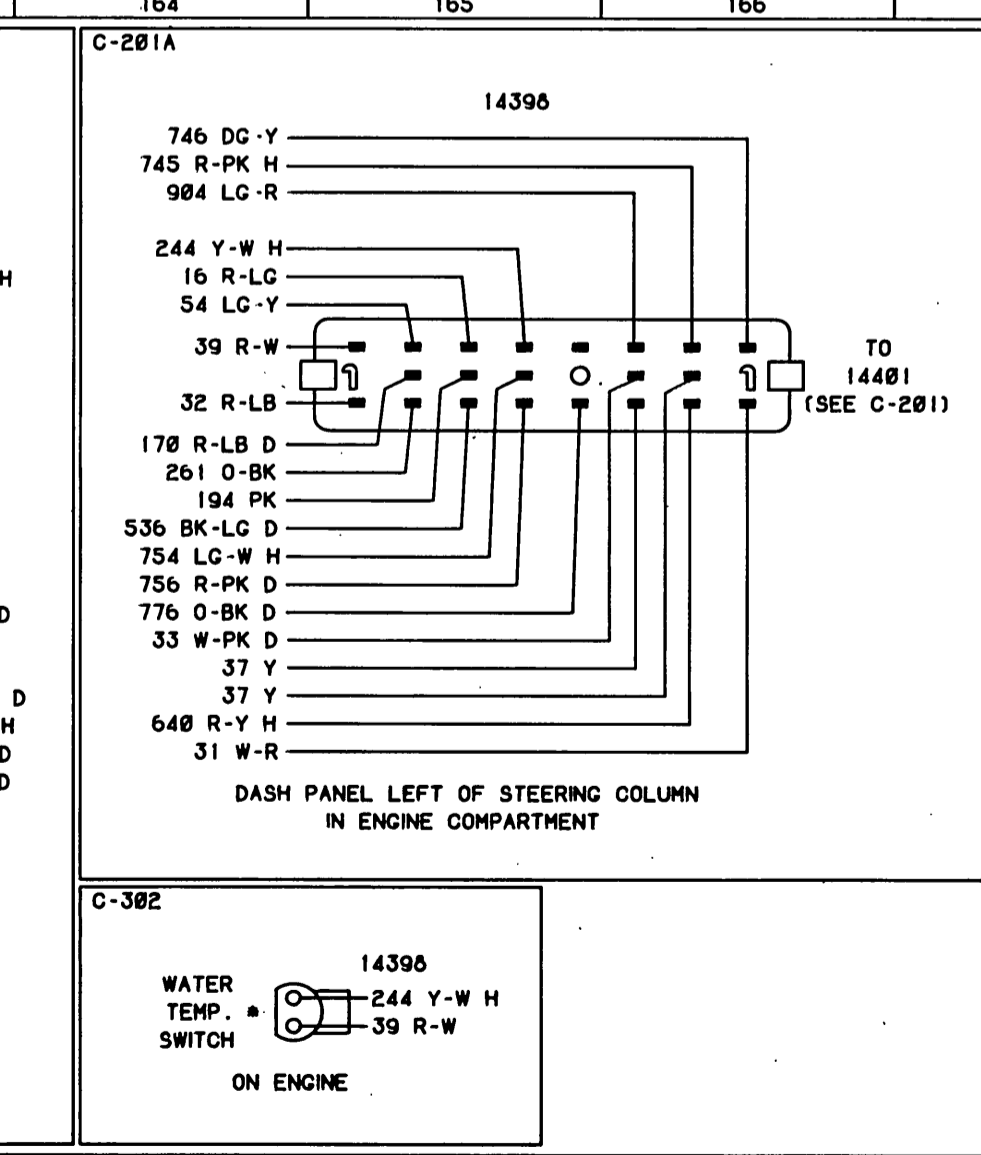 164 165 166
C-201A
14398
746 DG-Y
745 R-PK H
904 LG-R
244 Y-W H
16 R-LG
54 LG-Y
39 R-W
32 R-LB
TO
14401
(SEE C-201)
170 R-LB D
261 O-BK
194 PK
536 BK-LG D
754 LG-W H
756 R-PK D
776 O-BK D
33 W-PK D
37 Y
37 Y
640 R-Y H
31 W-R
DASH PANEL LEFT OF STEERING COLUMN
IN ENGINE COMPARTMENT
H
D
D
H
D
D
C-302
14398
WATER
TEMP. *
SWITCH
244 Y-W H
39 R-W
ON ENGINE